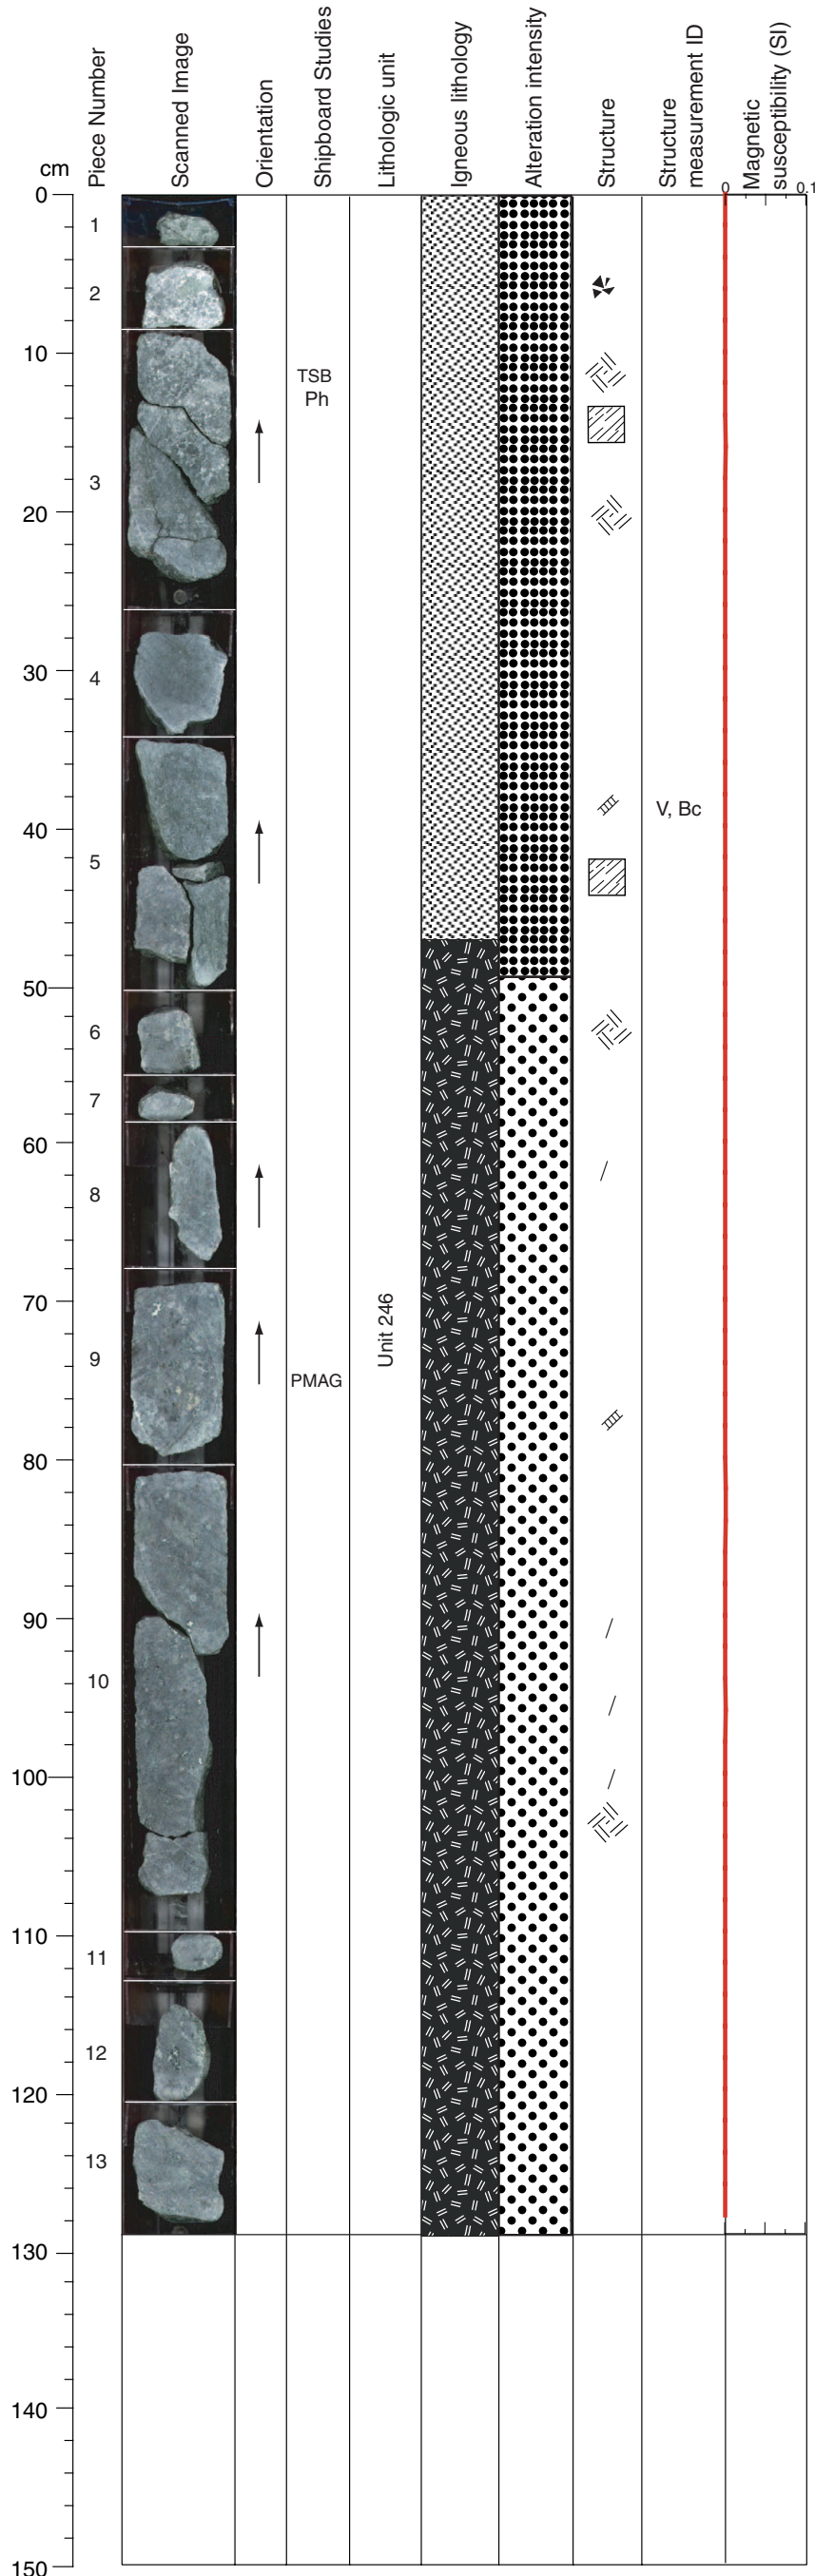 cm
Piece Number
Scanned Image
Orientation
Shipboard Studies
Lithologic unit
Igneous lithology
Alteration intensity
Structure
Structure
measurement ID
Magnetic
susceptibility (SI)
0
0.1
0
1
2
10
TSB
Ph
3
20
30
4
40
V, Bc
5
50
6
7
60
8
70
Unit 246
9
PMAG
80
90
10
100
110
11
12
120
13
130
140
150